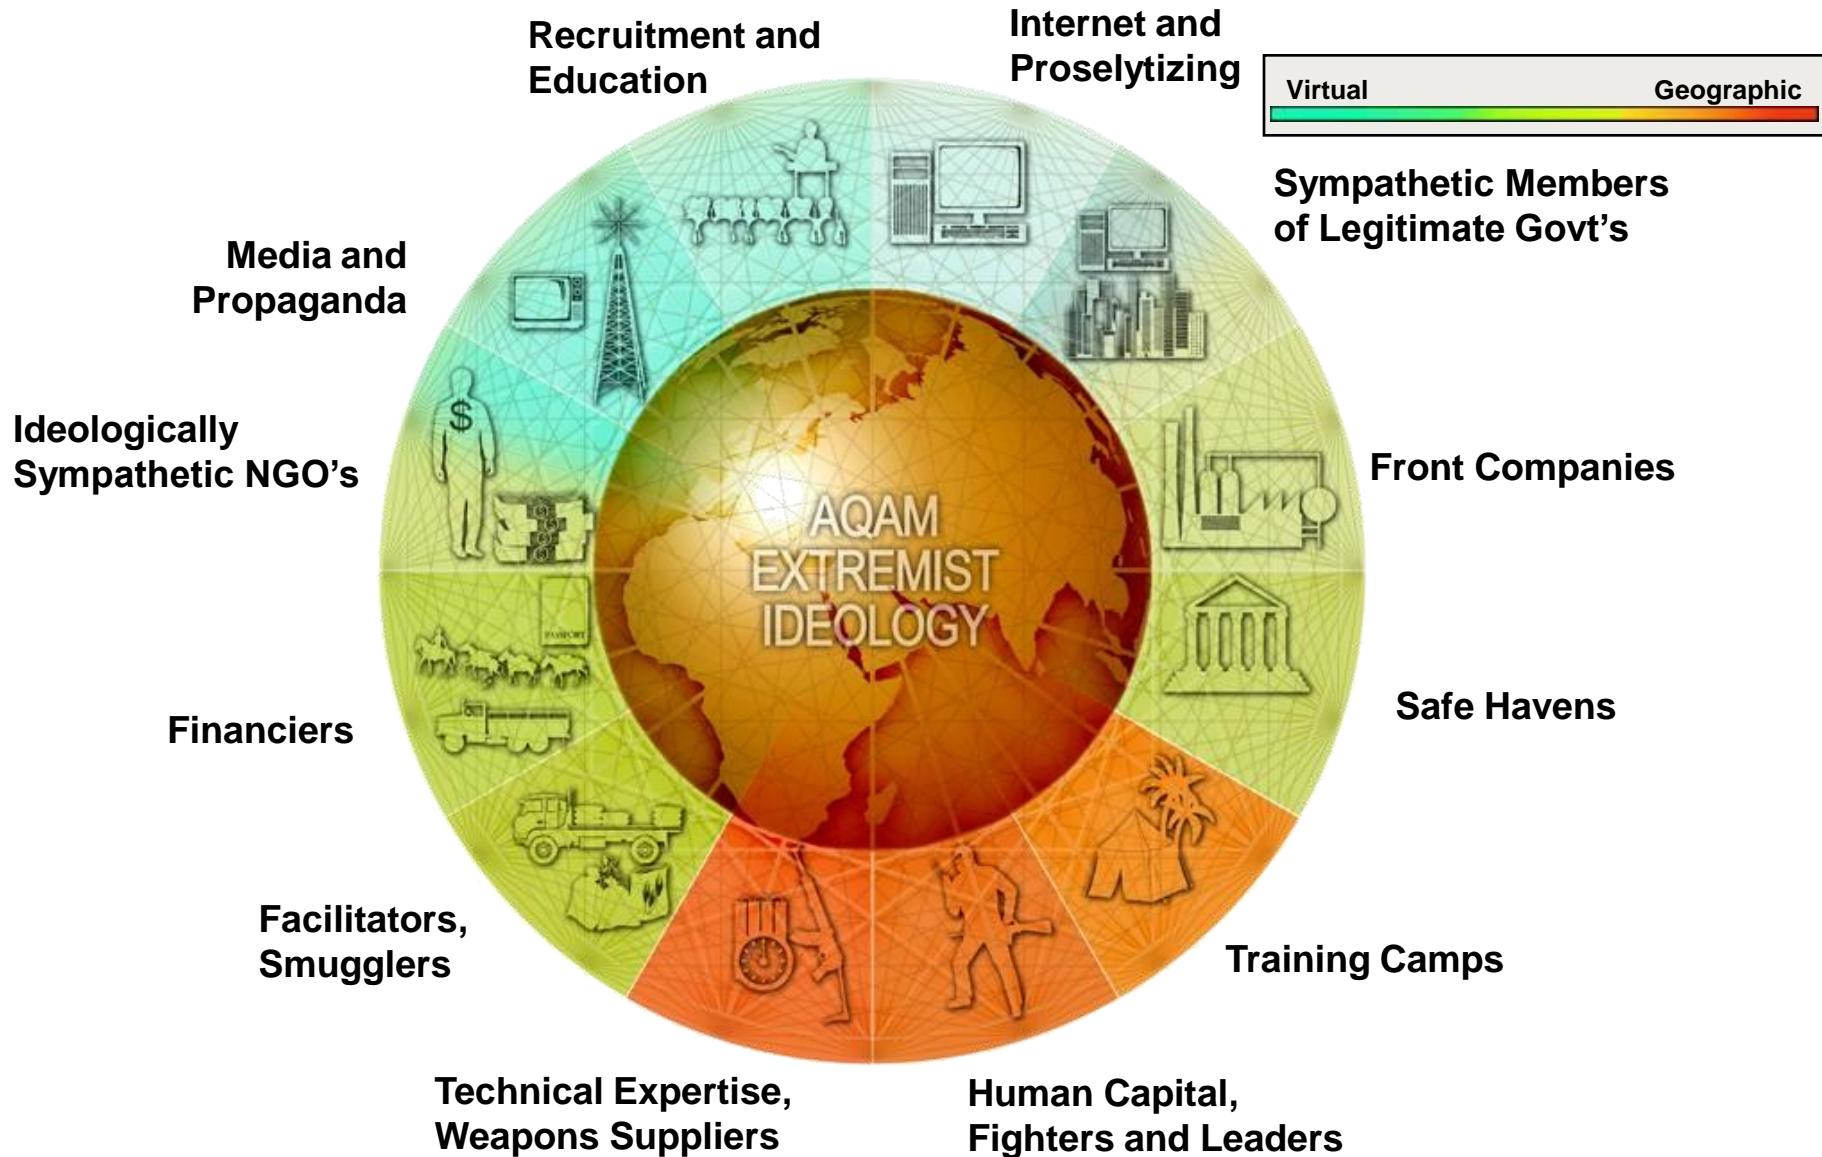 Recruitment and
Education
Internet and
Proselytizing
Virtual
Geographic
Sympathetic Members
of Legitimate Govt's
Media and
Propaganda
$
Ideologically
Sympathetic NGO's
Front Companies
AQAM
EXTREMIST
IDEOLOGY
PASSPORT
Safe Havens
Financiers
Facilitators,
Smugglers
Training Camps
Technical Expertise,
Weapons Suppliers
Human Capital,
Fighters and Leaders